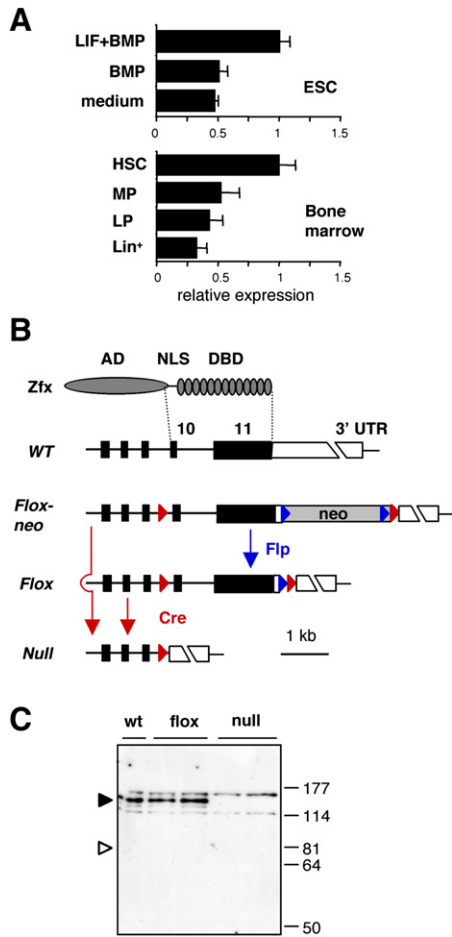 A
LIF+BMP
BMP
medium
ESC
0 0.5 1 1.5
HSC
MP
LP
Lin+
Bone
marrow
0 0.5 1 1.5
relative expression
B
AD NLS DBD
Zfx
10 11 3' UTR
WT
Flox-
neo
neo
Flp
Flox
Cre
1 kb
Null
C
wt flox null
177
114
81
64
50